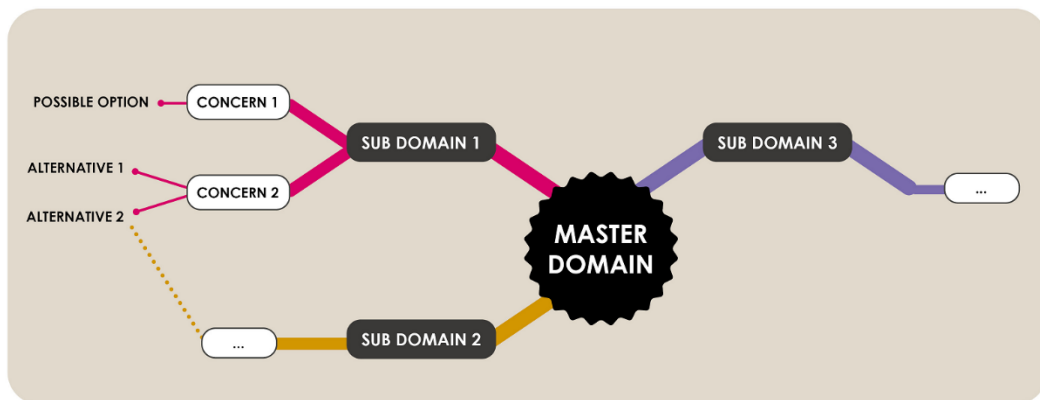 POSSIBLE OPTION
CONCERN 1
SUB DOMAIN 1
SUB DOMAIN 3
ALTERNATIVE 1
CONCERN 2
...
ALTERNATIVE 2
MASTER
DOMAIN
...
SUB DOMAIN 2